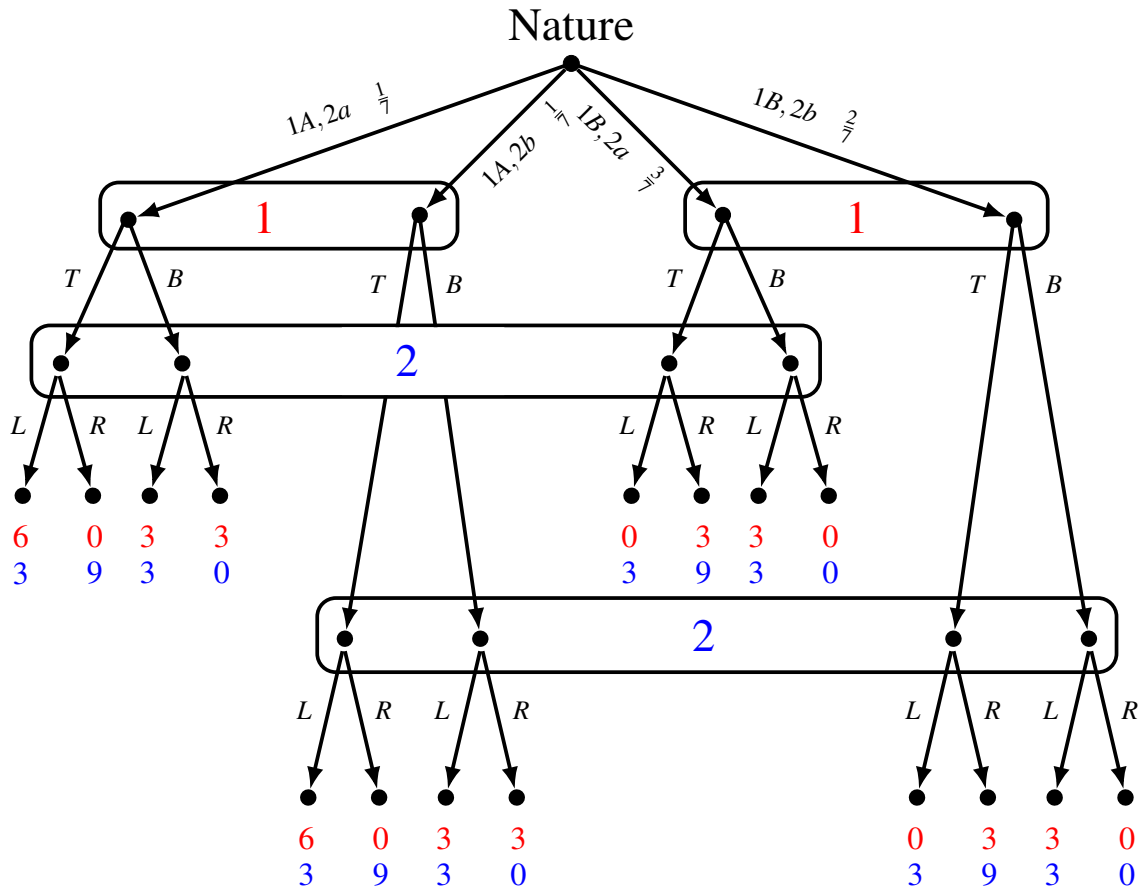 Nature
1A, 2a 1/7
1A, 2b 1/7
1B, 2a 3/7
1B, 2b 2/7
1 1
T B T B T B T B
2
L R L R L R L R
6 0 3 3 0 3 3 0
3 9 3 0 3 9 3 0
2
L R L R L R L R
6 0 3 3 0 3 3 0
3 9 3 0 3 9 3 0